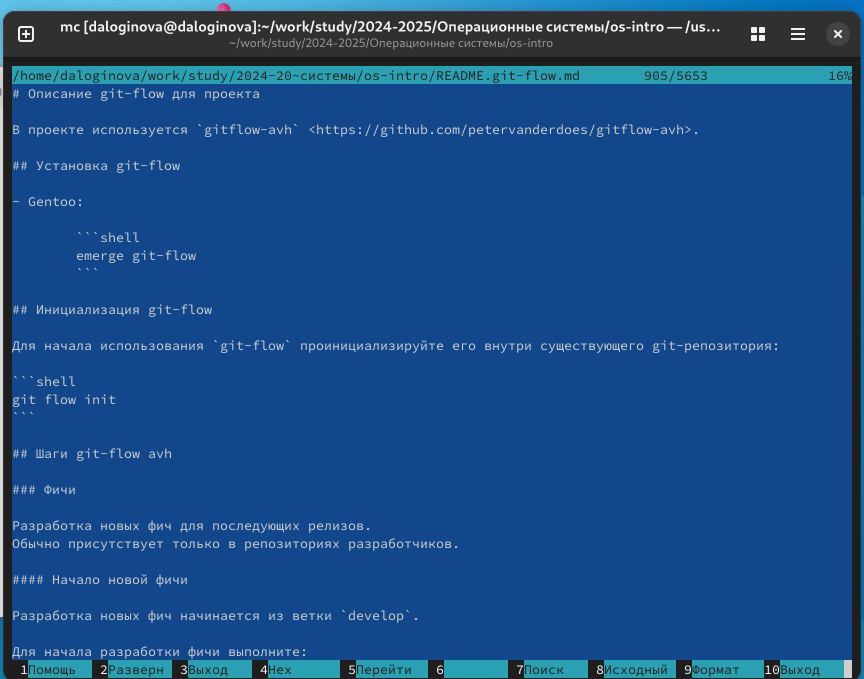 mc [daloginova@daloginova]:~/work/study/2024-2025/Операционные системы/os-intro — /us…
~/work/study/2024-2025/Операционные системы/os-intro
/home/daloginova/work/study/2024-20~системы/os-intro/README.git-flow.md 905/5653 16%
# Описание git-flow для проекта
В проекте используется `gitflow-avh` <https://github.com/petervanderdoes/gitflow-avh>.
## Установка git-flow
- Gentoo:
```shell
emerge git-flow
```
## Инициализация git-flow
Для начала использования `git-flow` проинициализируйте его внутри существующего git-репозитория:
```shell
git flow init
```
## Шаги git-flow avh
### Фичи
Разработка новых фич для последующих релизов.
Обычно присутствует только в репозиториях разработчиков.
#### Начало новой фичи
Разработка новых фич начинается из ветки `develop`.
Для начала разработки фичи выполните:
1Помощь 2Разверн 3Выход 4Hex 5Перейти 6 7Поиск 8Исходный 9Формат 10Выход